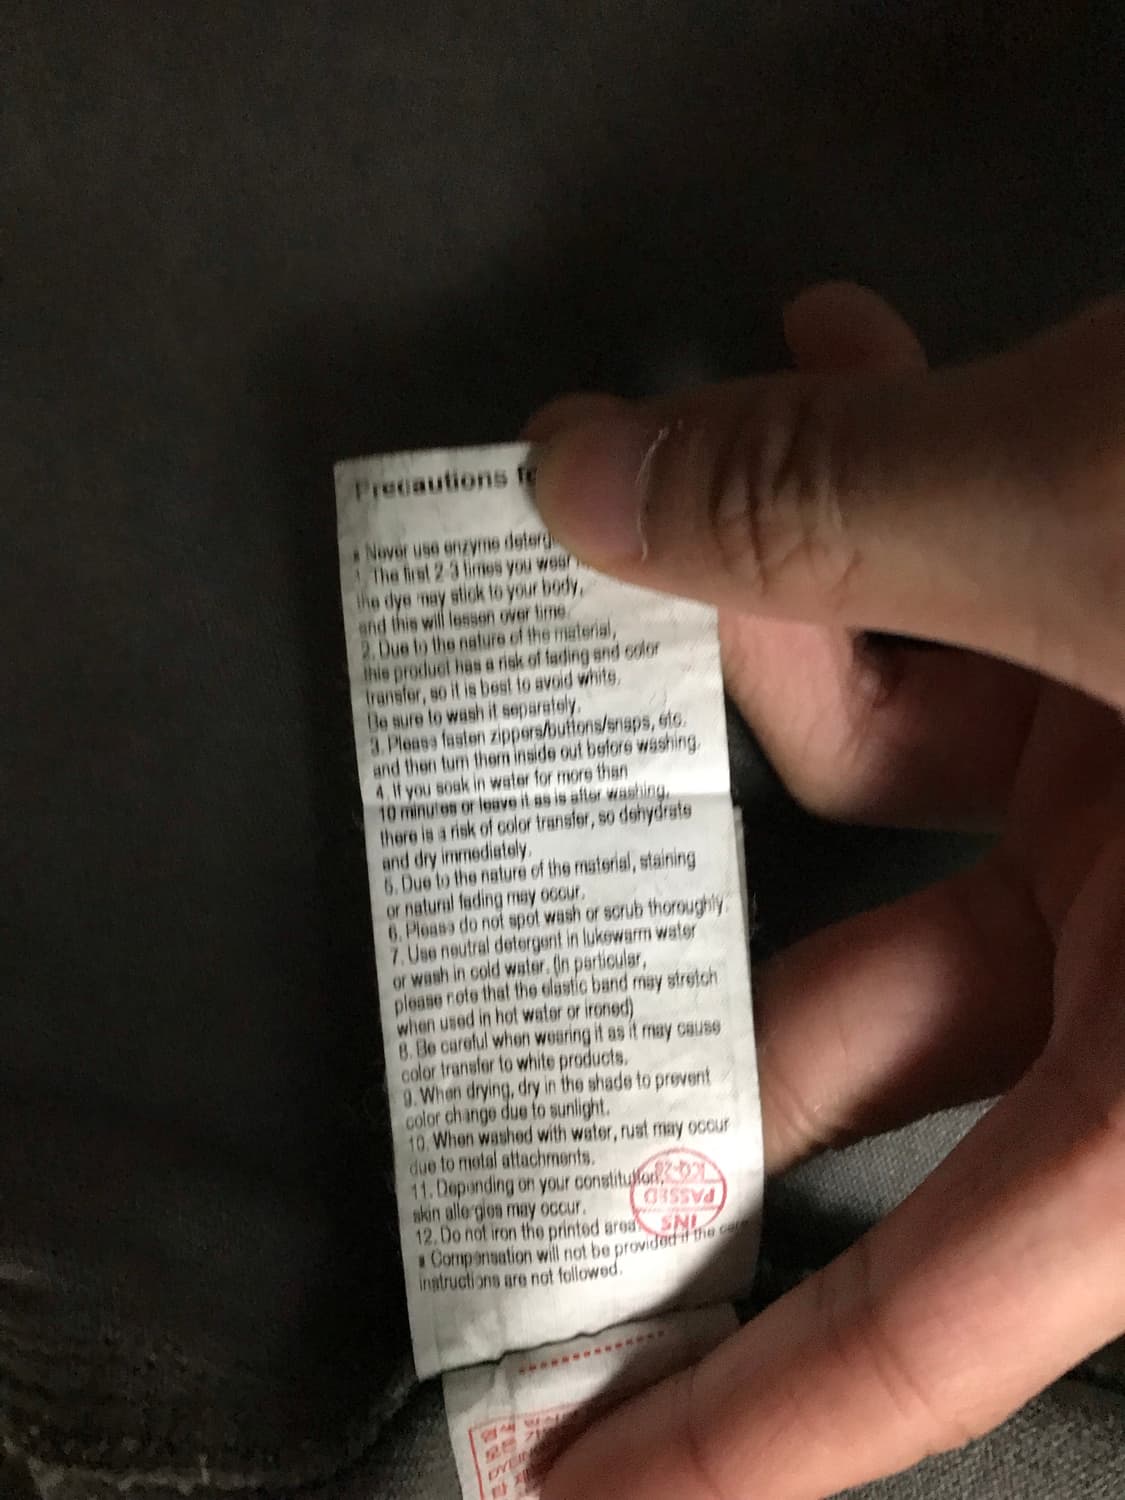 Precautions
* Never use enzyme
1. The first 2-3 times you wear
the dye may stick to your body,
and this will lessen over time.
2. Due to the nature of the material,
this product has a risk of fading and color
transfer, so it is best to avoid white.
Be sure to wash it separately.
3. Please fasten zippers/buttons/snaps, etc.
and then turn them inside out before washing.
4. If you soak in water for more than
10 minutes or leave it as is after washing,
there is a risk of color transfer, so dehydrate
and dry immediately.
5. Due to the nature of the material, staining
or natural fading may occur.
6. Please do not spot wash or scrub thoroughly.
7. Use neutral detergent in lukewarm water
or wash in cold water. (In particular,
please note that the elastic band may stretch
when used in hot water or ironed)
8. Be careful when wearing it as it may cause
color transfer to white products.
9. When drying, dry in the shade to prevent
color change due to sunlight.
10. When washed with water, rust may occur
due to metal attachments.
11. Depending on your constitution,
skin allergies may occur.
12. Do not iron the printed area.
* Compensation will not be provided if the care
instructions are not followed.
INS
PASSED